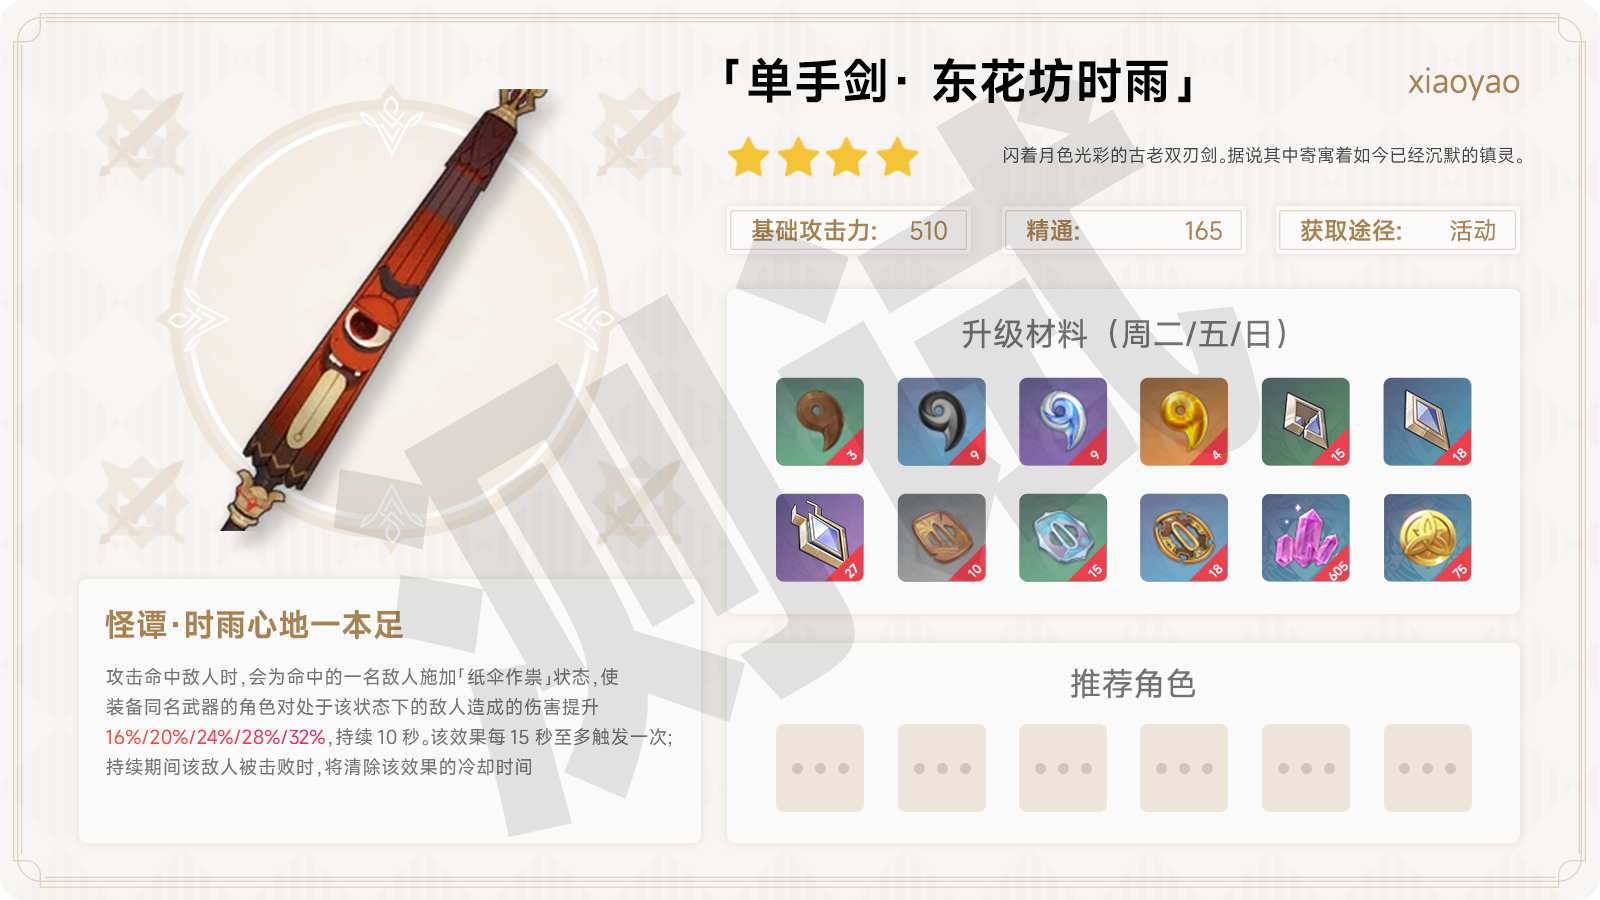 「单手剑· 东花坊时雨」
xiaoyao
闪着月色光彩的古老双刃剑。据说其中寄寓着如今已经沉默的镇灵。
基础攻击力: 510
精通: 165
获取途径: 活动
升级材料（周二/五/日）
3 9 9 4 15 18
27 10 15 18 605 75
怪谭·时雨心地一本足
攻击命中敌人时,会为命中的一名敌人施加「纸伞作祟」状态,使
装备同名武器的角色对处于该状态下的敌人造成的伤害提升
16%/20%/24%/28%/32%,持续 10 秒。该效果每 15 秒至多触发一次;
持续期间该敌人被击败时,将清除该效果的冷却时间
推荐角色
测试